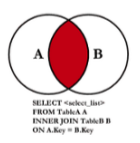 A B
SELECT <select_list>
FROM TableA A
INNER JOIN TableB B
ON A.Key = B.Key